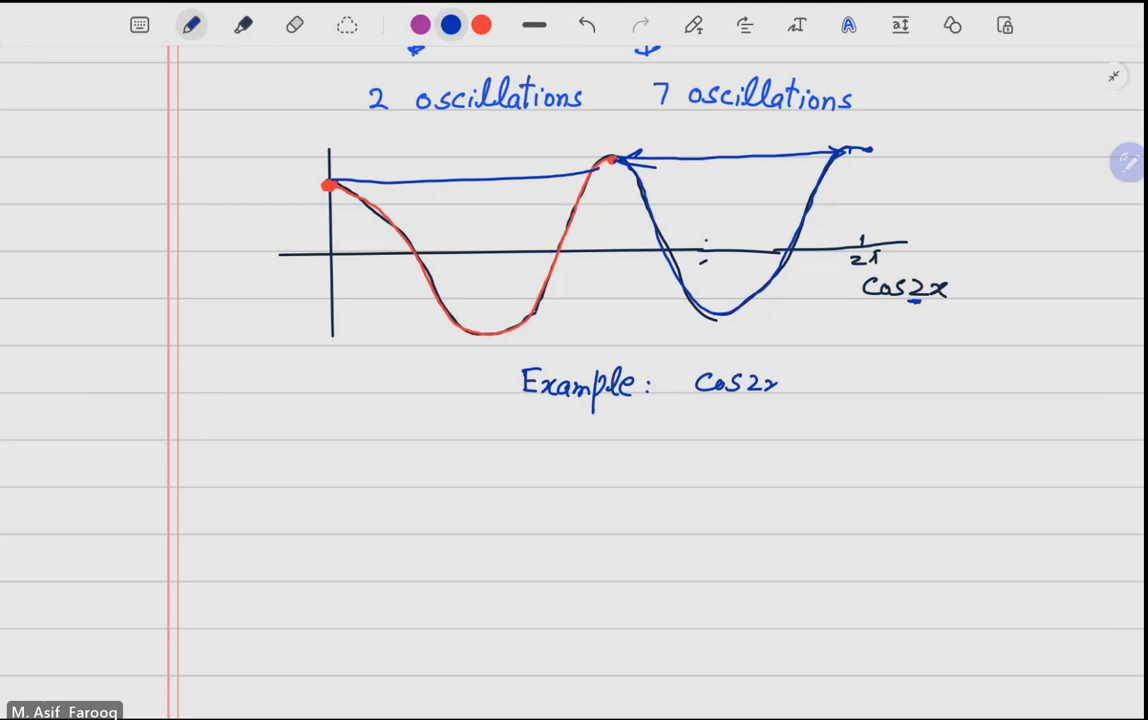 2 oscillations 7 oscillations
2π
Cos2x
Example: Cos2x
M. Asif Farooq